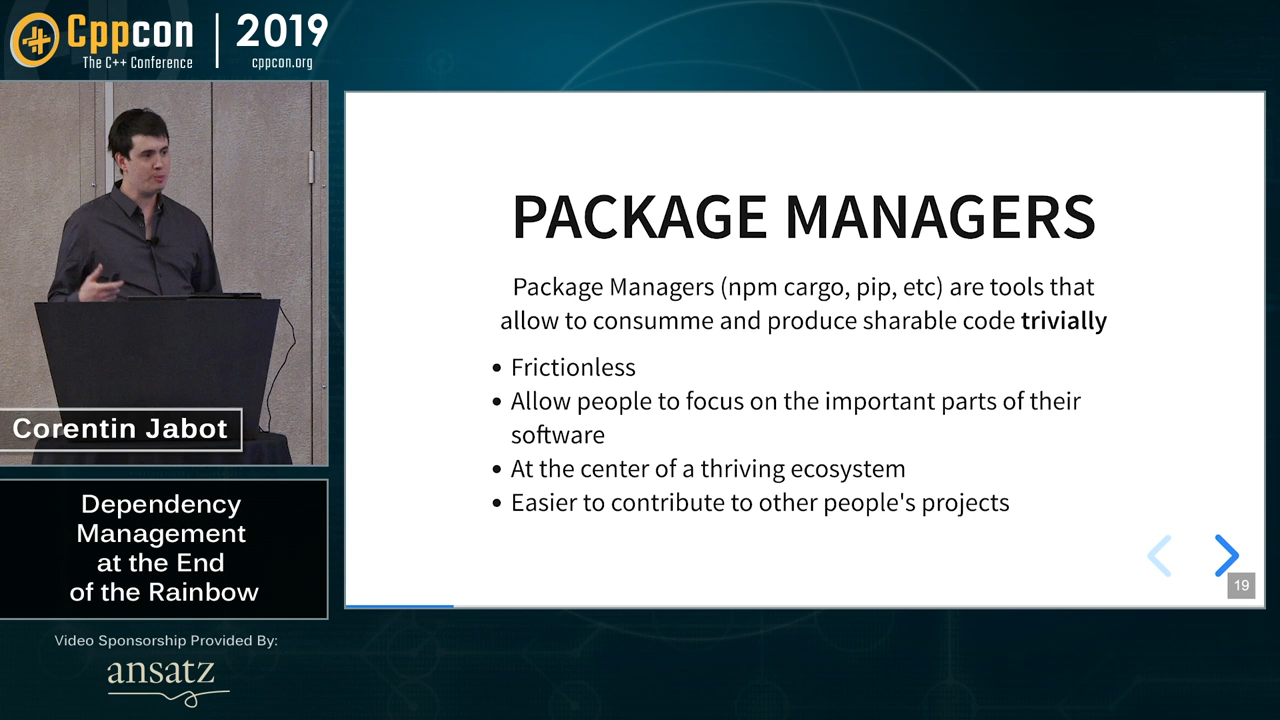 Cppcon
The C++ Conference
2019
cppcon.org
PACKAGE MANAGERS
Package Managers (npm cargo, pip, etc) are tools that
allow to consumme and produce sharable code trivially
• Frictionless
• Allow people to focus on the important parts of their
software
• At the center of a thriving ecosystem
• Easier to contribute to other people's projects
19
Corentin Jabot
Dependency
Management
at the End
of the Rainbow
Video Sponsorship Provided By:
ansatz